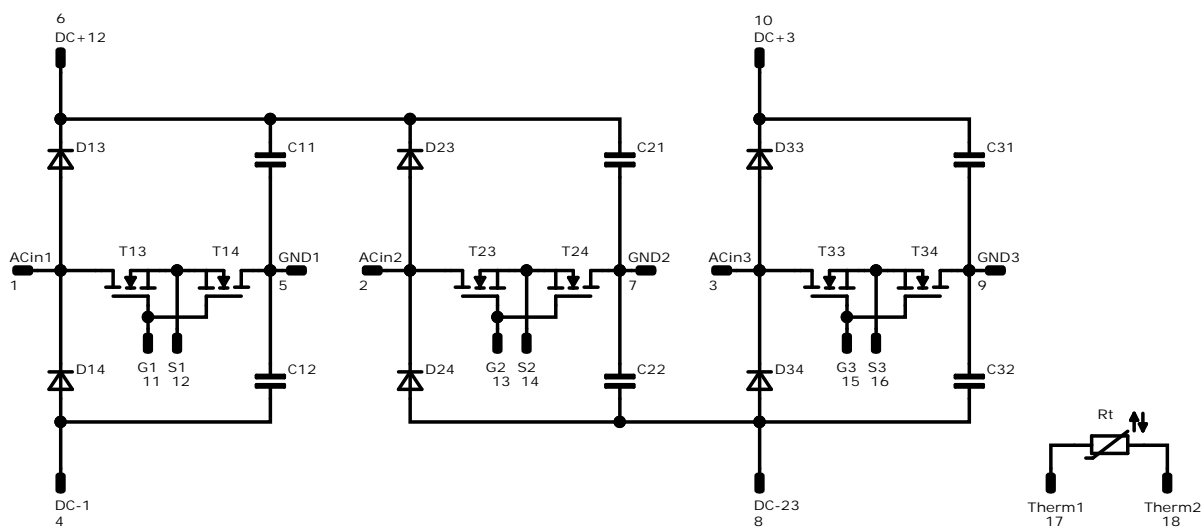 6
DC+12
10
DC+3
D13
C11
D23
C21
D33
C31
ACin1
1
T13
T14
GND1
5
ACin2
2
T23
T24
GND2
7
ACin3
3
T33
T34
GND3
9
D14
G1
11
S1
12
C12
D24
G2
13
S2
14
C22
D34
G3
15
S3
16
C32
Rt
DC-1
4
DC-23
8
Therm1
17
Therm2
18